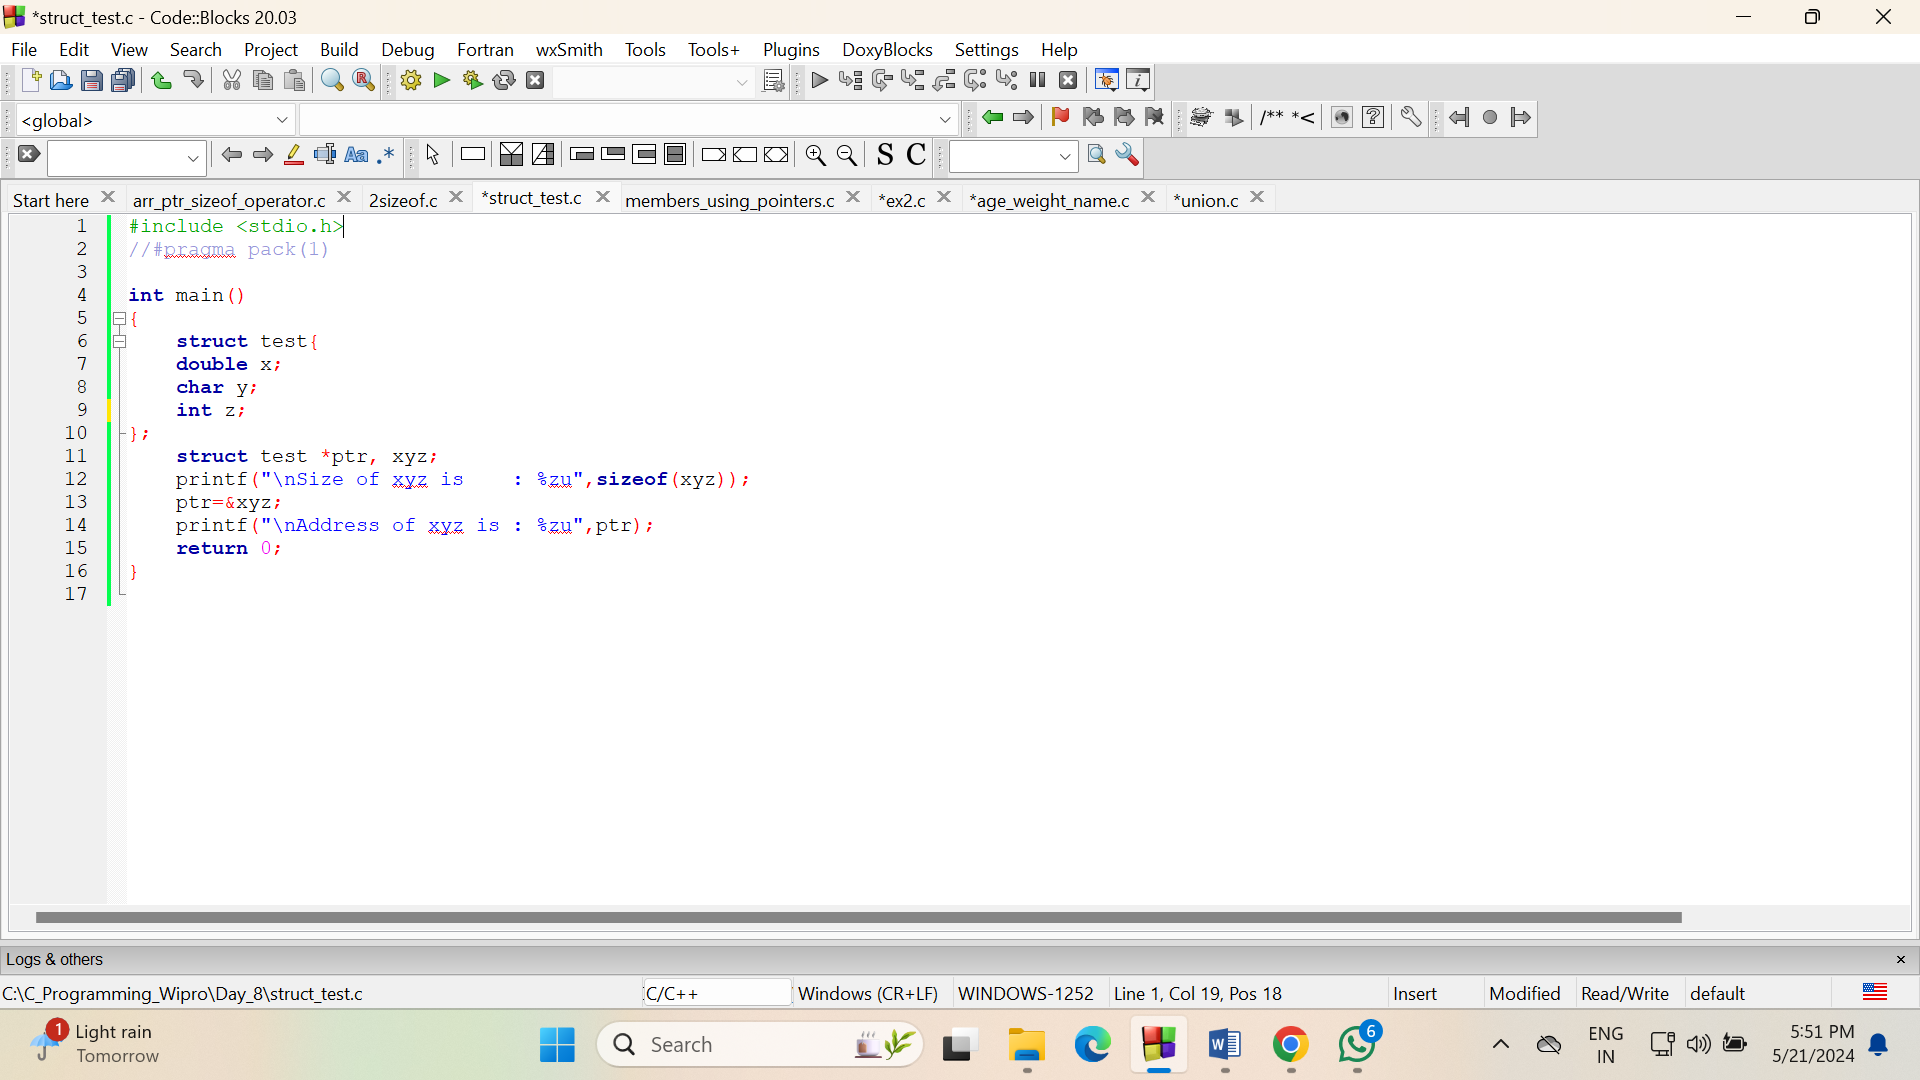 *struct_test.c - Code::Blocks 20.03
File Edit View Search Project Build Debug Fortran wxSmith Tools Tools+ Plugins DoxyBlocks Settings Help
<global>
/** *<
Aa .* S C
Start here arr_ptr_sizeof_operator.c 2sizeof.c *struct_test.c members_using_pointers.c *ex2.c *age_weight_name.c *union.c
1 #include <stdio.h>
2 //#pragma pack(1)
3
4 int main()
5 {
6 struct test{
7 double x;
8 char y;
9 int z;
10 };
11 struct test *ptr, xyz;
12 printf("\nSize of xyz is    : %zu",sizeof(xyz));
13 ptr=&xyz;
14 printf("\nAddress of xyz is : %zu",ptr);
15 return 0;
16 }
17
Logs & others
C:\C_Programming_Wipro\Day_8\struct_test.c C/C++ Windows (CR+LF) WINDOWS-1252 Line 1, Col 19, Pos 18 Insert Modified Read/Write default
1 Light rain
Tomorrow
Search
6
ENG
IN
5:51 PM
5/21/2024